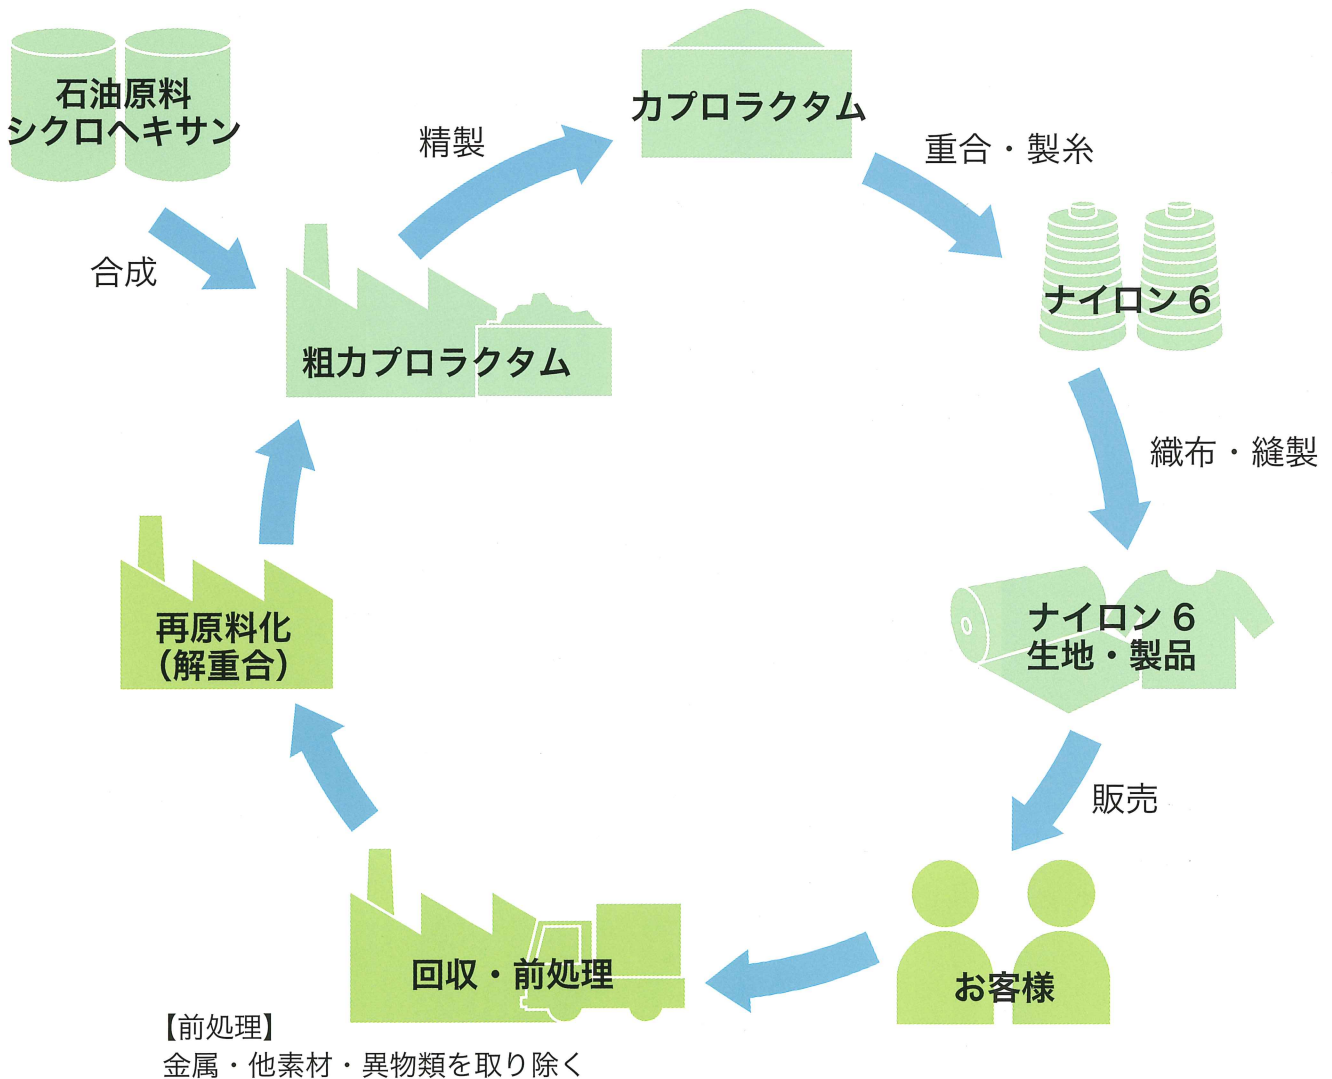 石油原料
シクロヘキサン
合成
精製
カプロラクタム
重合・製糸
ナイロン6
粗カプロラクタム
織布・縫製
ナイロン6
生地・製品
再原料化
（解重合）
販売
お客様
回収・前処理
【前処理】
金属・他素材・異物類を取り除く